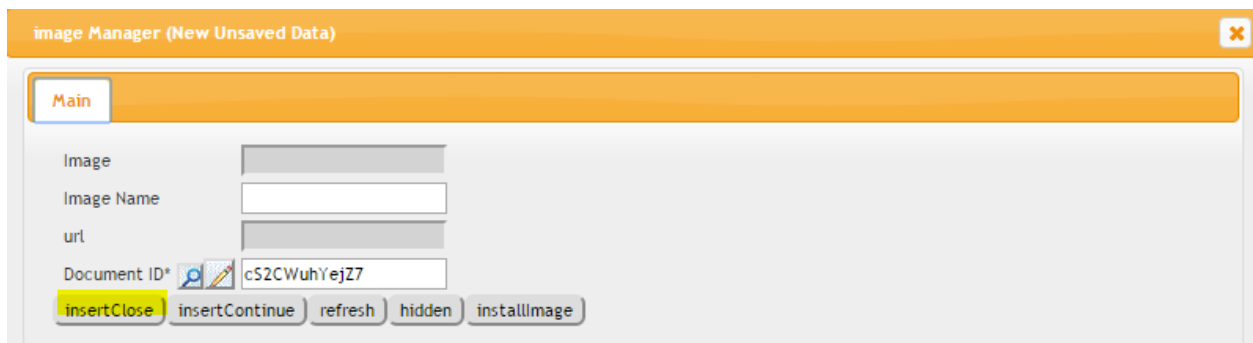 image Manager (New Unsaved Data)
Main
Image
Image Name
url
Document ID* cS2CWuhYejZ7
insertClose insertContinue refresh hidden installImage